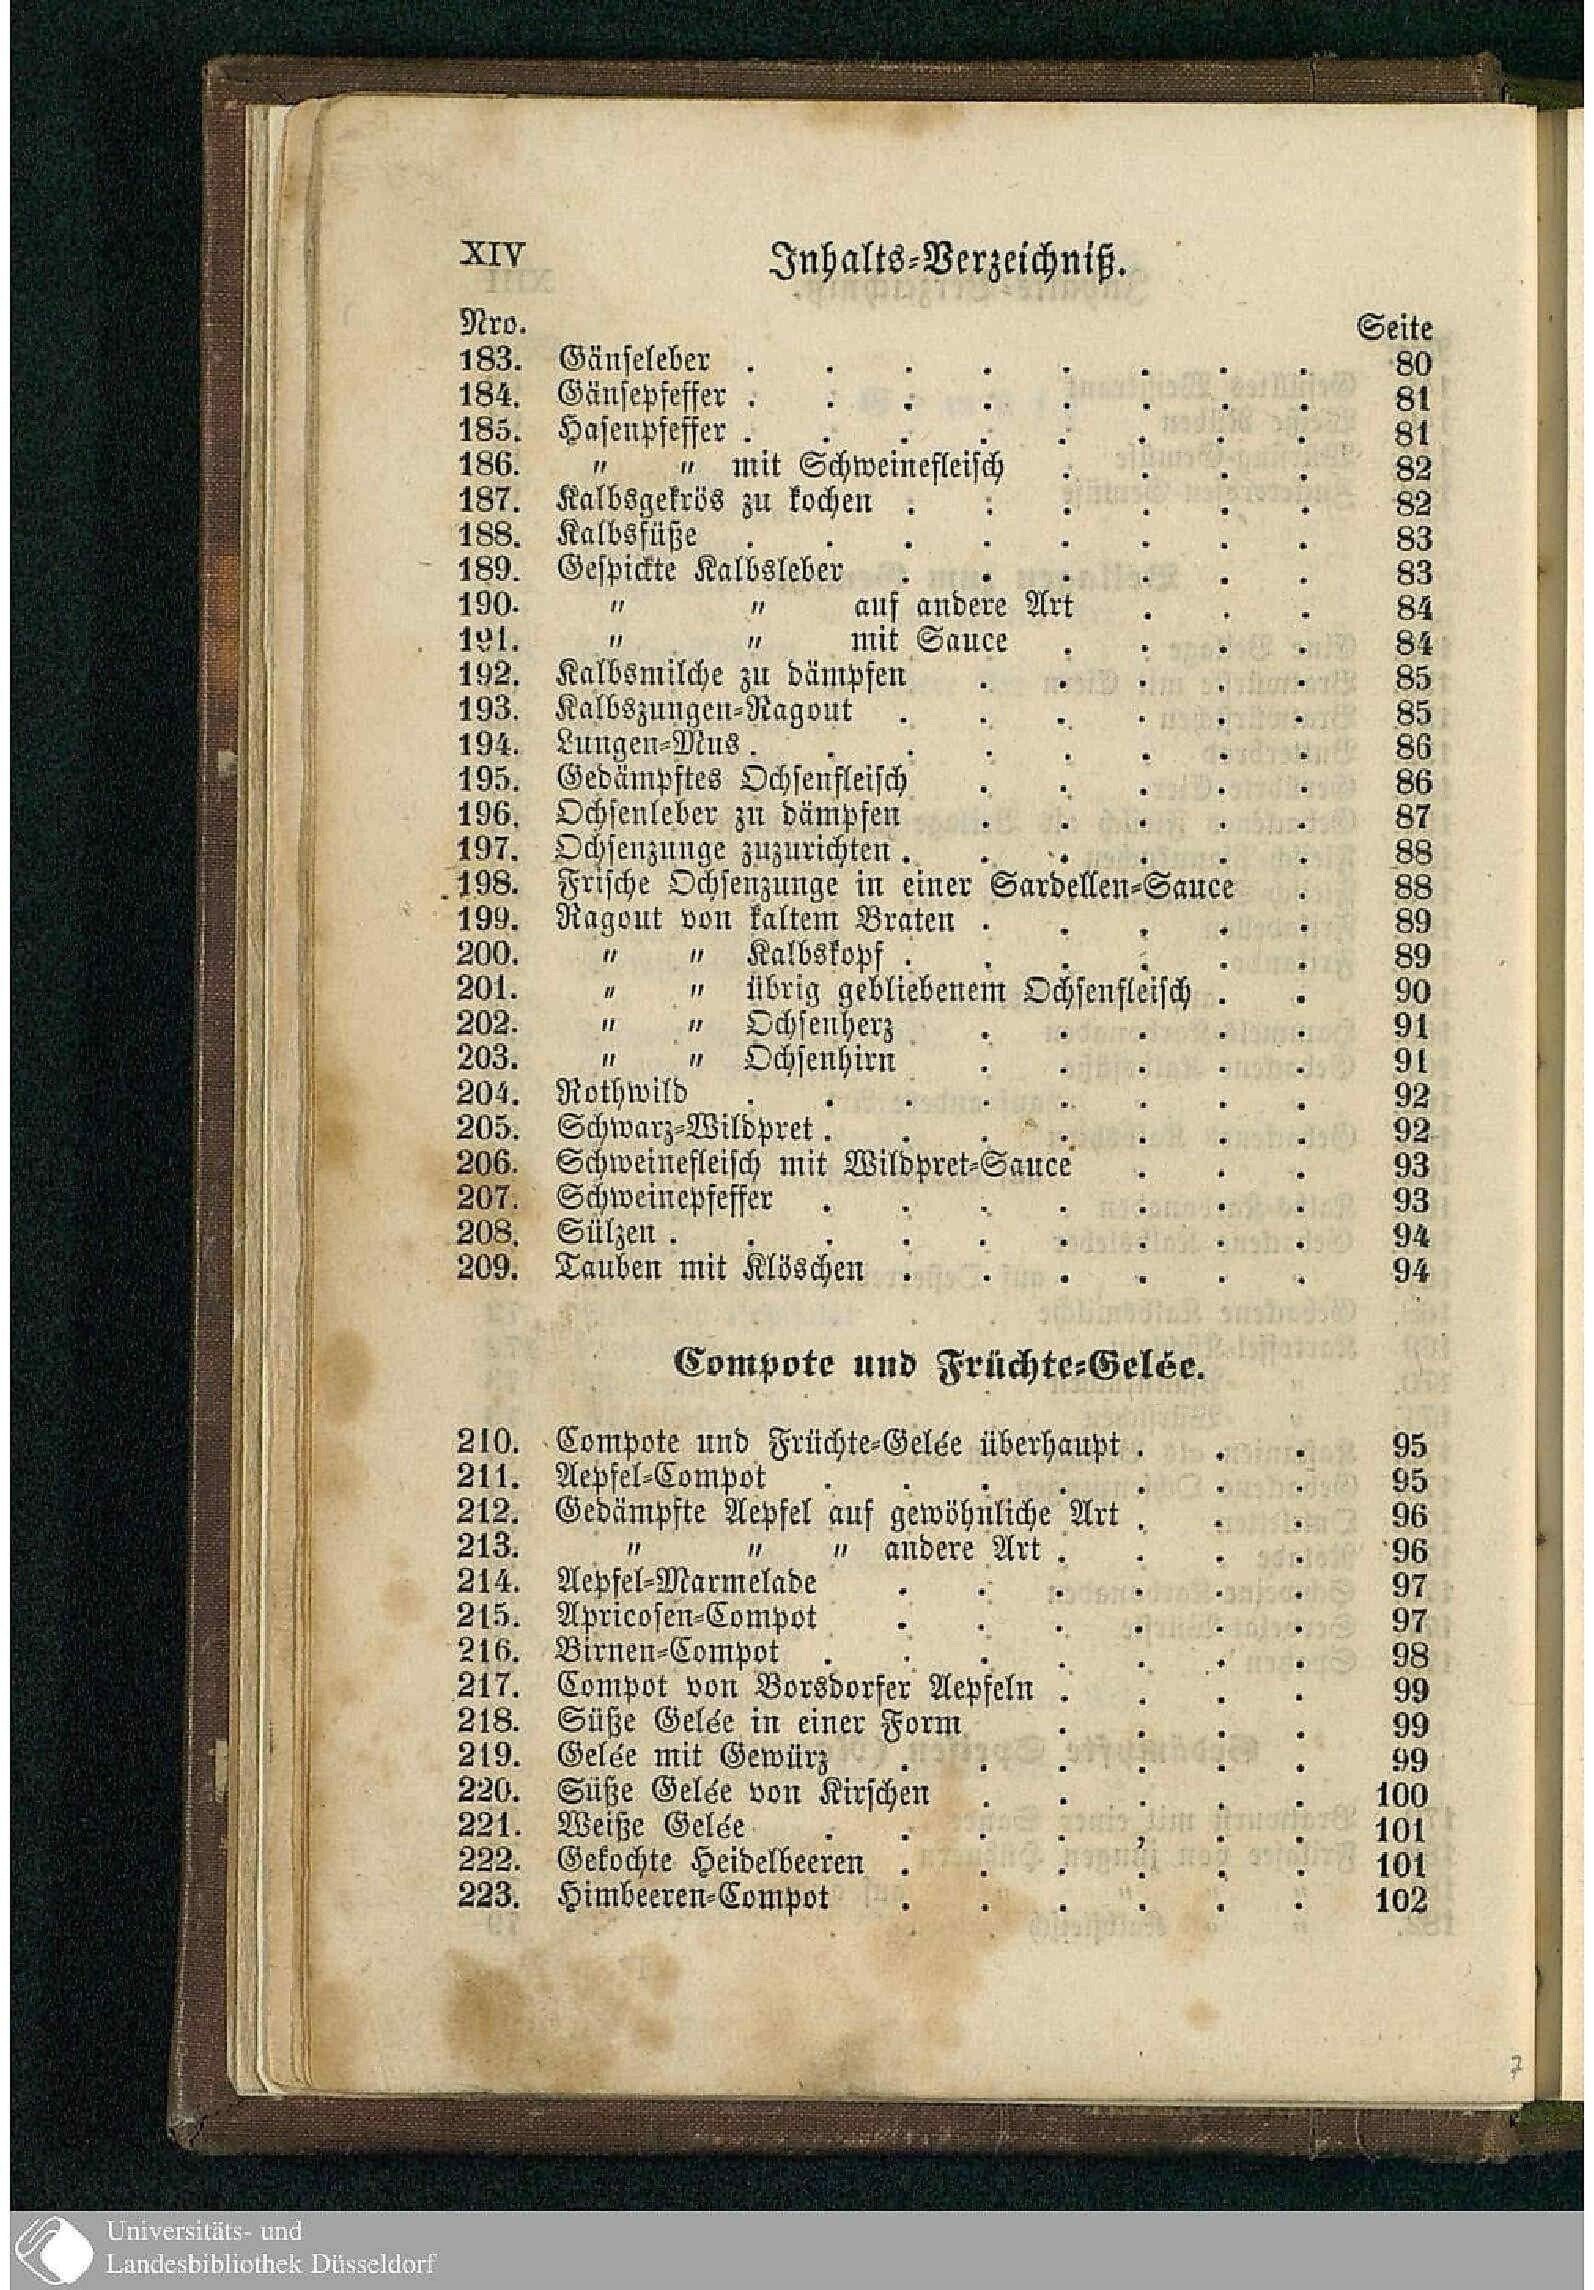 XIV Inhalts-Verzeichniß.
Nro. Seite
183. Gänseleber . . . . . . . . 80
184. Gänsepfeffer . . . . . . . . 81
185. Hasenpfeffer . . . . . . . . 81
186. " " mit Schweinefleisch . . . . 82
187. Kalbsgekrös zu kochen . . . . . . 82
188. Kalbsfüße . . . . . . . . 83
189. Gespickte Kalbsleber . . . . . . 83
190. " " auf andere Art . . . 84
191. " " mit Sauce . . . . 84
192. Kalbsmilche zu dämpfen . . . . . 85
193. Kalbszungen-Ragout . . . . . . 85
194. Lungen-Mus . . . . . . . . 86
195. Gedämpftes Ochsenfleisch . . . . . 86
196. Ochsenleber zu dämpfen . . . . . 87
197. Ochsenzunge zuzurichten . . . . . . 88
198. Frische Ochsenzunge in einer Sardellen-Sauce . 88
199. Ragout von kaltem Braten . . . . . 89
200. " " Kalbskopf . . . . . . 89
201. " " übrig gebliebenem Ochsenfleisch . . 90
202. " " Ochsenherz . . . . . 91
203. " " Ochsenhirn . . . . . 91
204. Rothwild . . . . . . . . 92
205. Schwarz-Wildpret . . . . . . . 92
206. Schweinefleisch mit Wildpret-Sauce . . . 93
207. Schweinepfeffer . . . . . . . 93
208. Sülzen . . . . . . . . . 94
209. Tauben mit Klöschen . . . . . . 94
Compote und Früchte-Gelée.
210. Compote und Früchte-Gelée überhaupt . . . 95
211. Aepfel-Compot . . . . . . . 95
212. Gedämpfte Aepfel auf gewöhnliche Art . . . 96
213. " " " andere Art . . . . 96
214. Aepfel-Marmelade . . . . . . 97
215. Apricosen-Compot . . . . . . 97
216. Birnen-Compot . . . . . . . 98
217. Compot von Borsdorfer Aepfeln . . . . 99
218. Süße Gelée in einer Form . . . . 99
219. Gelée mit Gewürz . . . . . . 99
220. Süße Gelée von Kirschen . . . . . 100
221. Weiße Gelée . . . . . . . 101
222. Gekochte Heidelbeeren . . . . . . 101
223. Himbeeren-Compot . . . . . . 102
7
Universitäts- und
Landesbibliothek Düsseldorf